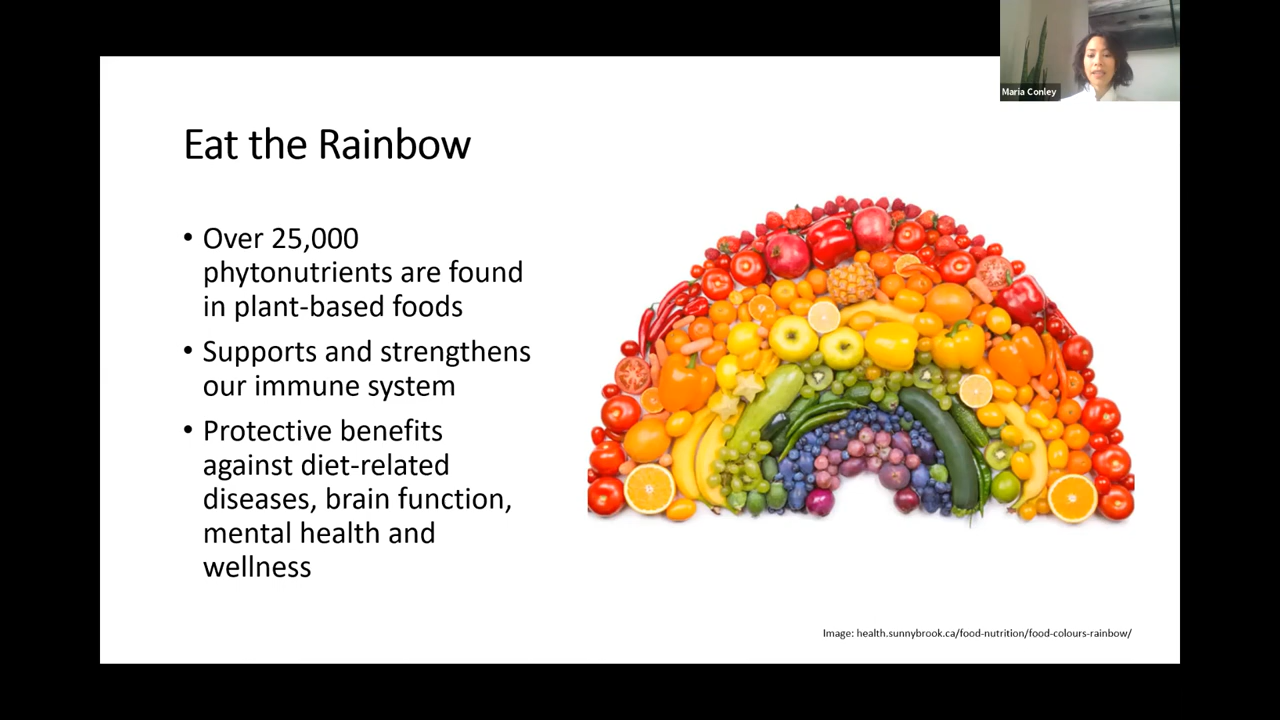 Maria Conley
Eat the Rainbow
• Over 25,000
phytonutrients are found
in plant-based foods
• Supports and strengthens
our immune system
• Protective benefits
against diet-related
diseases, brain function,
mental health and
wellness
Image: health.sunnybrook.ca/food-nutrition/food-colours-rainbow/